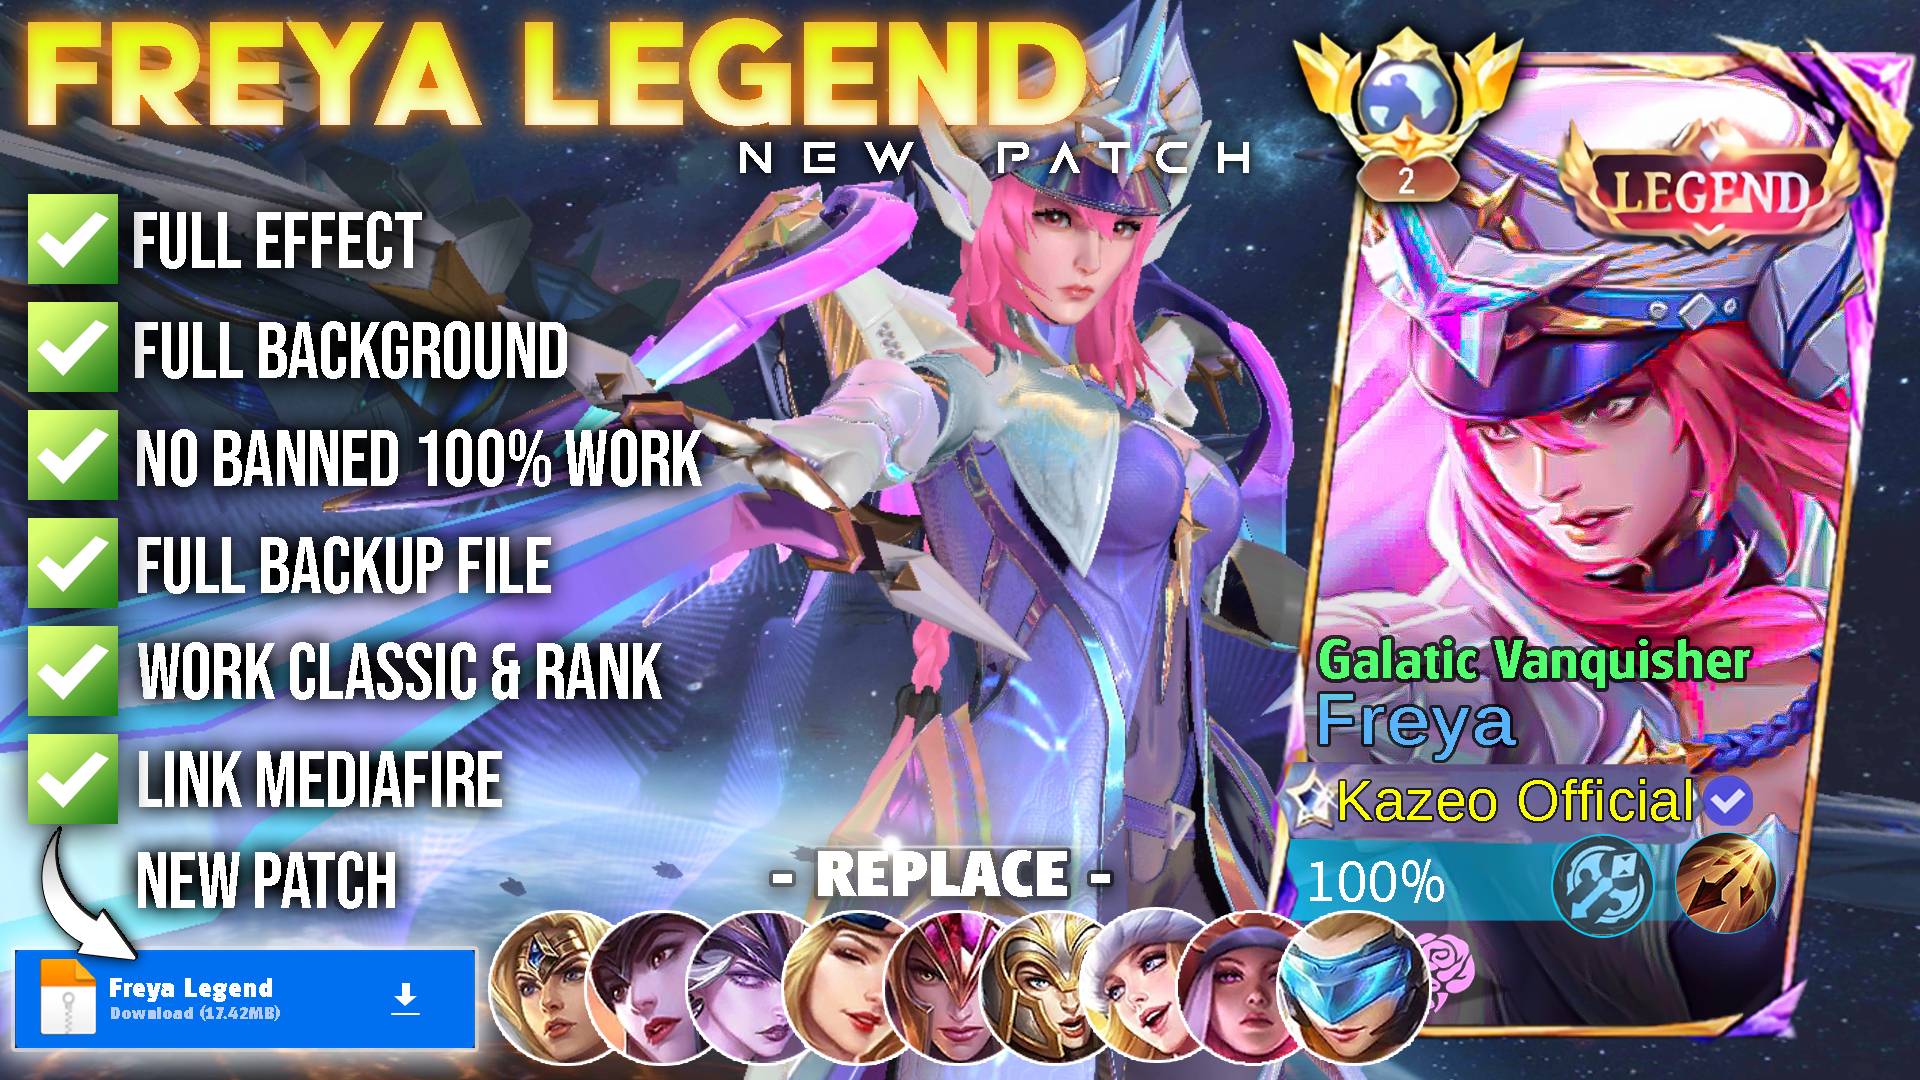 FREYA LEGEND
NEW PATCH
FULL EFFECT
FULL BACKGROUND
NO BANNED 100% WORK
FULL BACKUP FILE
WORK CLASSIC & RANK
LINK MEDIAFIRE
NEW PATCH
Freya Legend
Download (17.42MB)
- REPLACE -
2
LEGEND
Galatic Vanquisher
Freya
Kazeo Official
100%